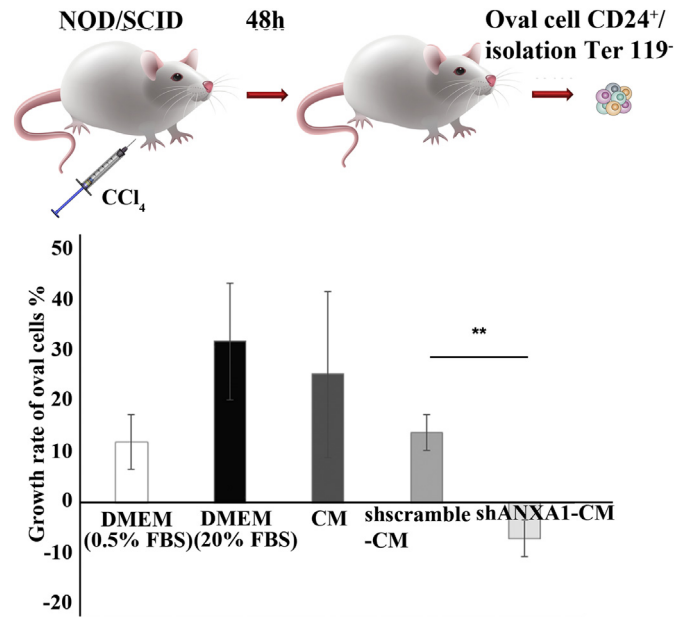 NOD/SCID
48h
Oval cell CD24⁺/
isolation Ter 119⁻
CCl₄
Growth rate of oval cells %
50
40
30
20
10
0
-10
-20
**
DMEM
(0.5% FBS)
DMEM
(20% FBS)
CM
shscramble
-CM
shANXA1-CM